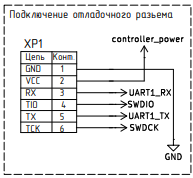 Подключение отладочного разъема
controller_power
XP1
Цепь Конт.
GND 1
VCC 2
RX 3 UART1_RX
TIO 4 SWDIO
TX 5 UART1_TX
TCK 6 SWDCK
GND